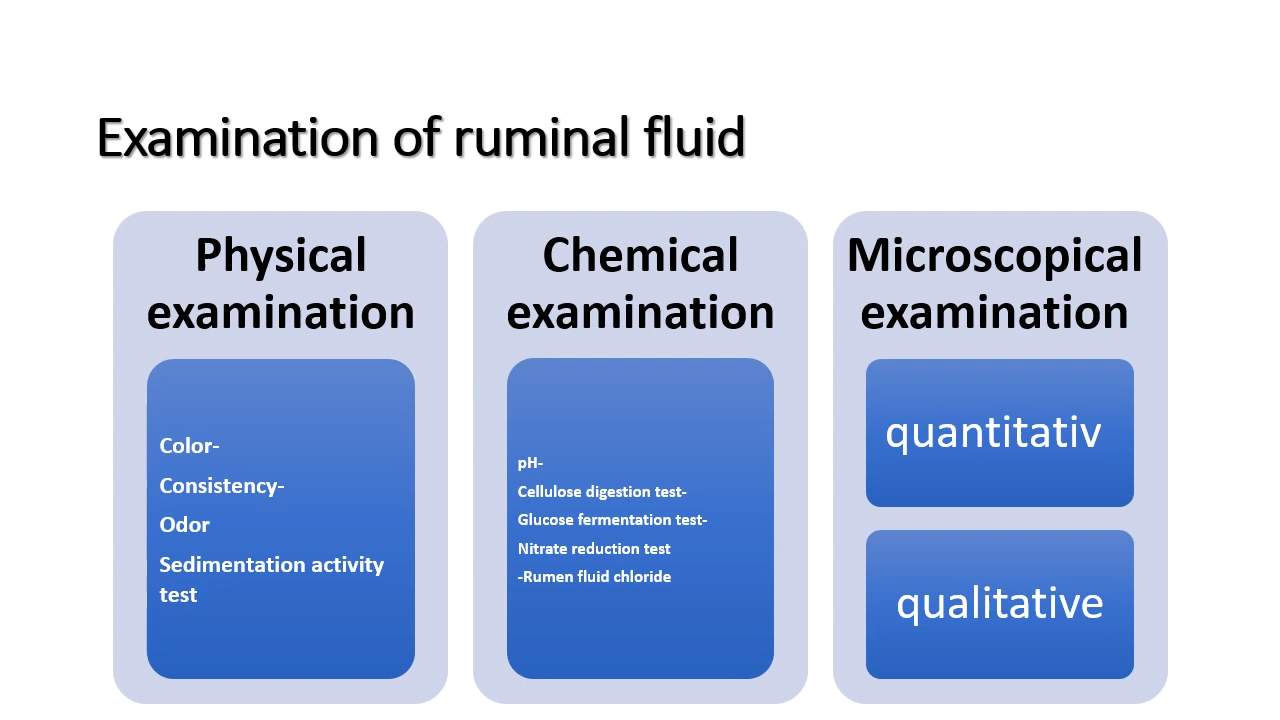 Examination of ruminal fluid
Physical
examination
Color-
Consistency-
Odor
Sedimentation activity
test
Chemical
examination
pH-
Cellulose digestion test-
Glucose fermentation test-
Nitrate reduction test
-Rumen fluid chloride
Microscopical
examination
quantitativ
qualitative